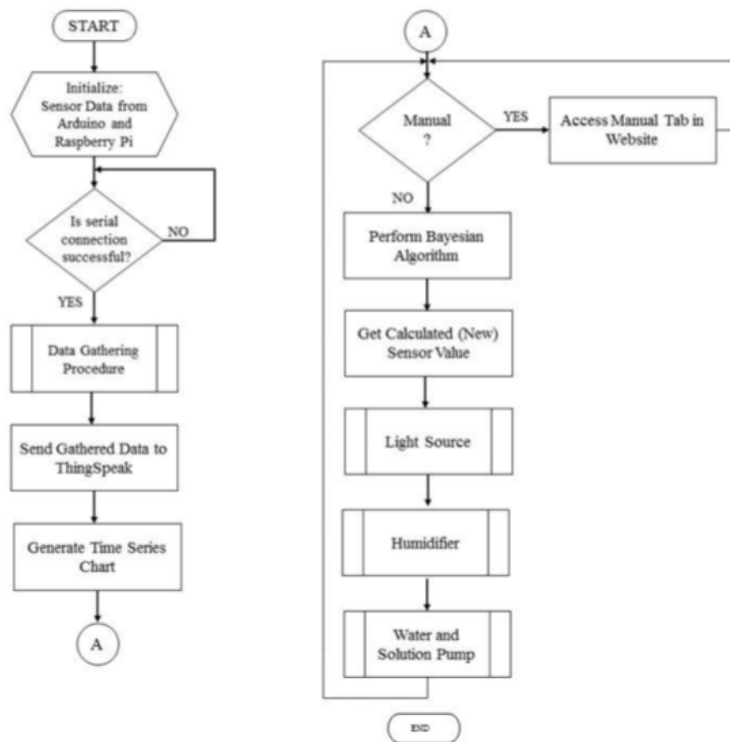 START
Initialize:
Sensor Data from
Arduino and
Raspberry Pi
Is serial
connection
successful?
NO
YES
Data Gathering
Procedure
Send Gathered Data to
ThingSpeak
Generate Time Series
Chart
A
A
Manual
?
YES
Access Manual Tab in
Website
NO
Perform Bayesian
Algorithm
Get Calculated (New)
Sensor Value
Light Source
Humidifier
Water and
Solution Pump
END